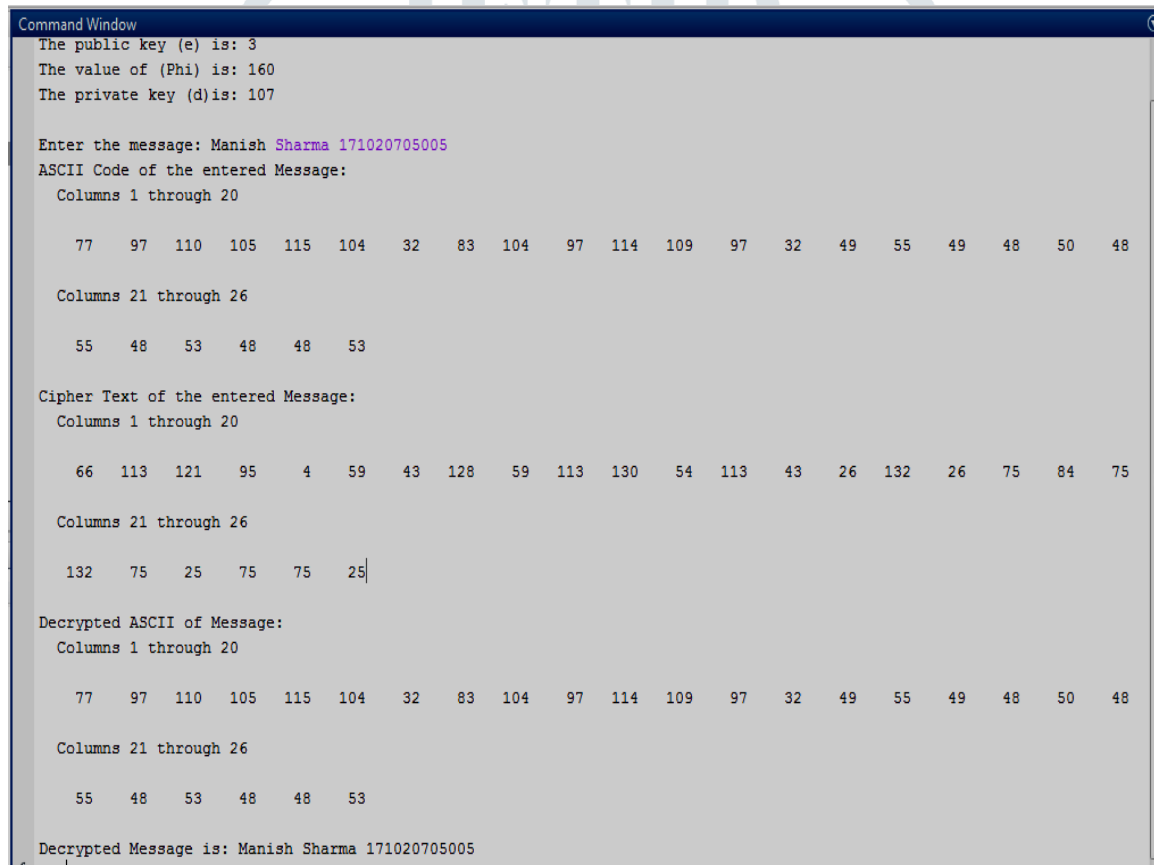 Command Window
The public key (e) is: 3
The value of (Phi) is: 160
The private key (d)is: 107
Enter the message: Manish Sharma 171020705005
ASCII Code of the entered Message:
Columns 1 through 20
77 97 110 105 115 104 32 83 104 97 114 109 97 32 49 55 49 48 50 48
Columns 21 through 26
55 48 53 48 48 53
Cipher Text of the entered Message:
Columns 1 through 20
66 113 121 95 4 59 43 128 59 113 130 54 113 43 26 132 26 75 84 75
Columns 21 through 26
132 75 25 75 75 25
Decrypted ASCII of Message:
Columns 1 through 20
77 97 110 105 115 104 32 83 104 97 114 109 97 32 49 55 49 48 50 48
Columns 21 through 26
55 48 53 48 48 53
Decrypted Message is: Manish Sharma 171020705005